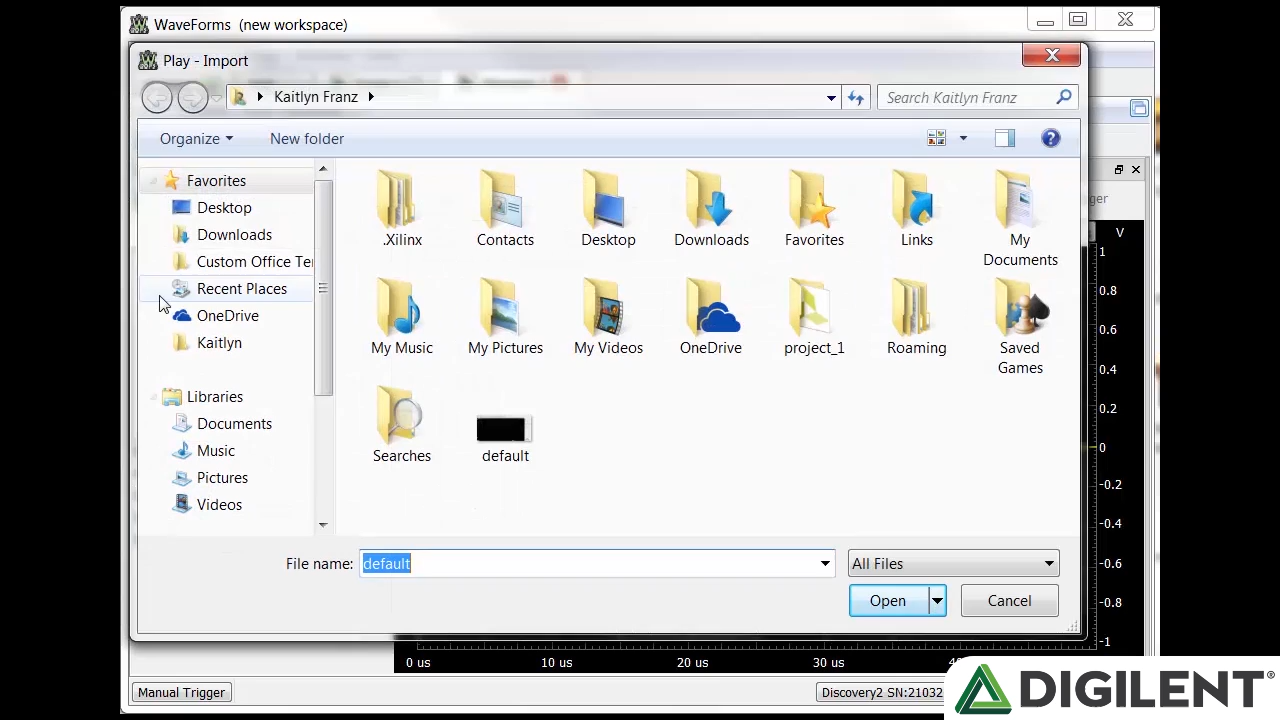 WaveForms (new workspace)
Play - Import
Kaitlyn Franz
Search Kaitlyn Franz
Organize
New folder
Favorites
Desktop
Downloads
Custom Office Te
Recent Places
OneDrive
Kaitlyn
Libraries
Documents
Music
Pictures
Videos
.Xilinx
Contacts
Desktop
Downloads
Favorites
Links
My
Documents
My Music
My Pictures
My Videos
OneDrive
project_1
Roaming
Saved
Games
Searches
default
File name:
default
All Files
Open
Cancel
ger
V
1
0.8
0.6
0.4
0.2
0
-0.2
-0.4
-0.6
-0.8
-1
0 us
10 us
20 us
30 us
Manual Trigger
Discovery2 SN:21032
DIGILENT®